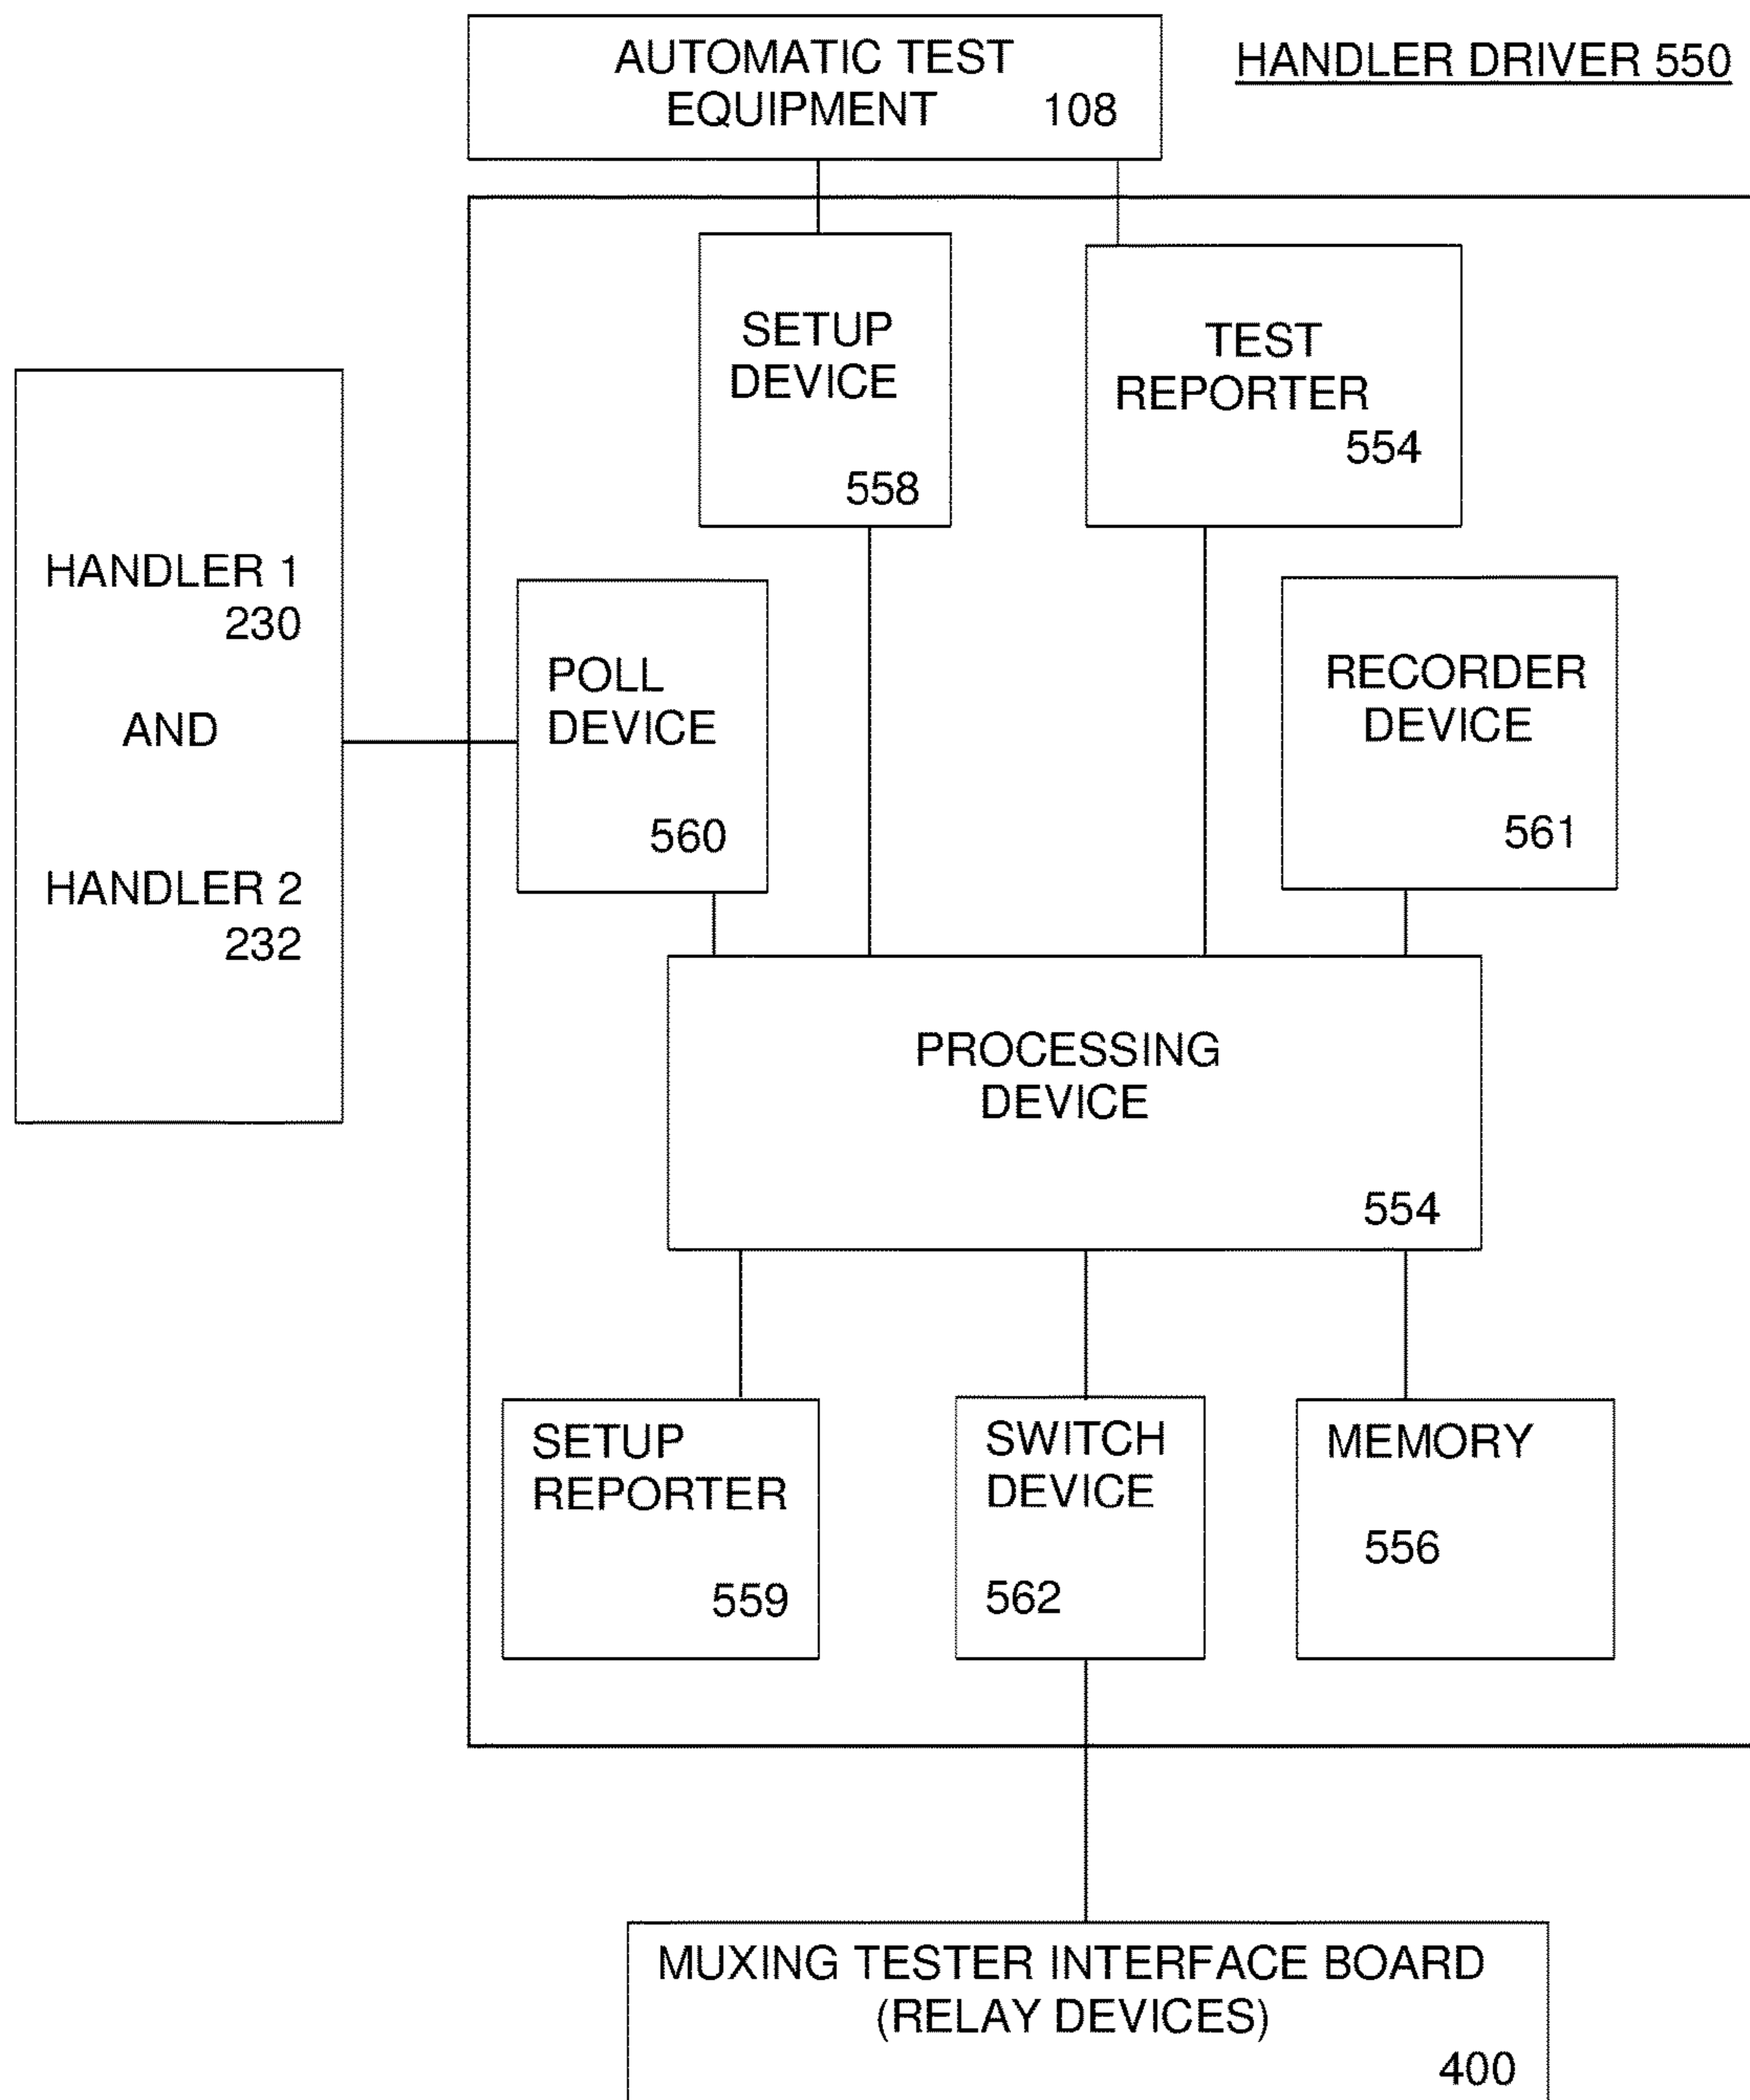 AUTOMATIC TEST
EQUIPMENT 108
HANDLER DRIVER 550
SETUP
DEVICE
558
TEST
REPORTER
554
HANDLER 1
230
AND
HANDLER 2
232
POLL
DEVICE
560
RECORDER
DEVICE
561
PROCESSING
DEVICE
554
SETUP
REPORTER
559
SWITCH
DEVICE
562
MEMORY
556
MUXING TESTER INTERFACE BOARD
(RELAY DEVICES)
400